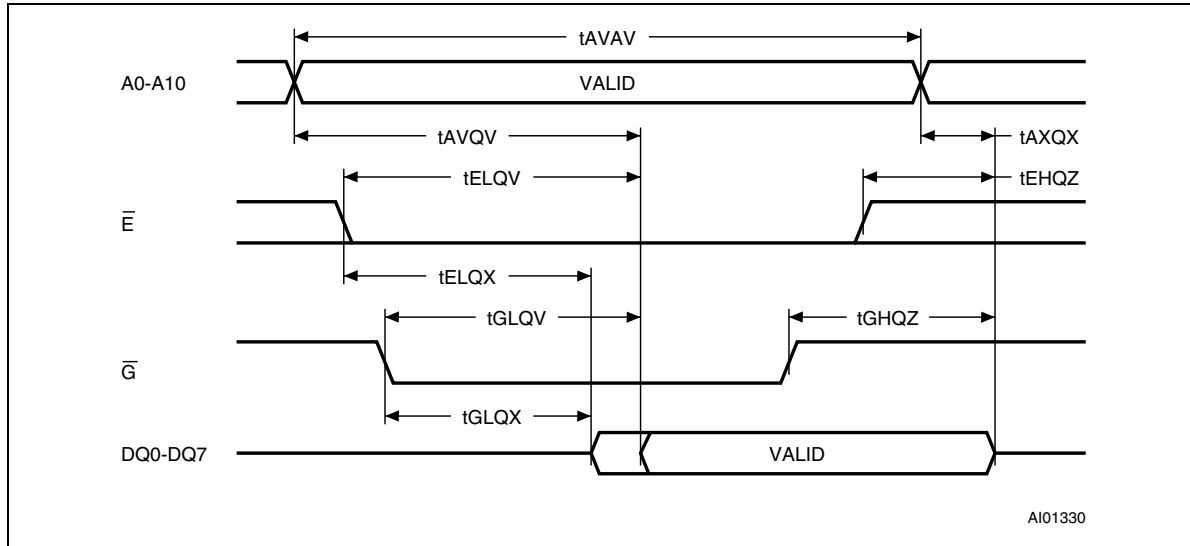 tAVAV
A0-A10 VALID
tAVQV tAXQX
tELQV tEHQZ
E̅
tELQX
tGLQV tGHQZ
G̅
tGLQX
DQ0-DQ7 VALID
AI01330